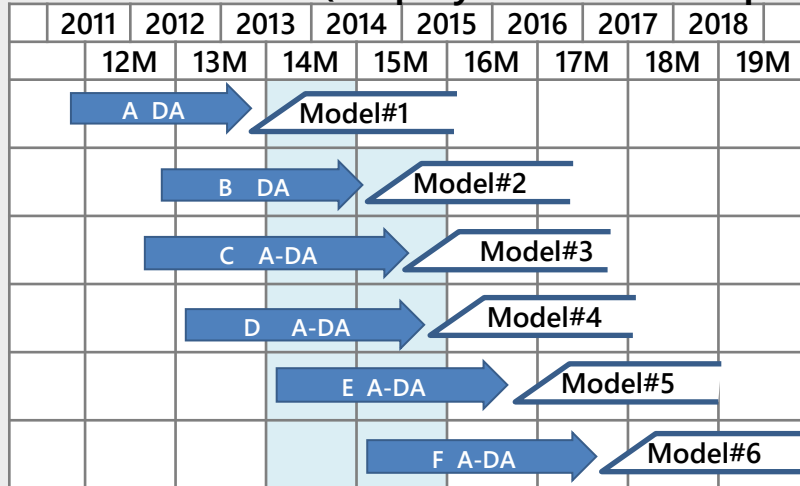 2011 2012 2013 2014 2015 2016 2017 2018
12M 13M 14M 15M 16M 17M 18M 19M
A DA Model#1
B DA Model#2
C A-DA Model#3
D A-DA Model#4
E A-DA Model#5
F A-DA Model#6